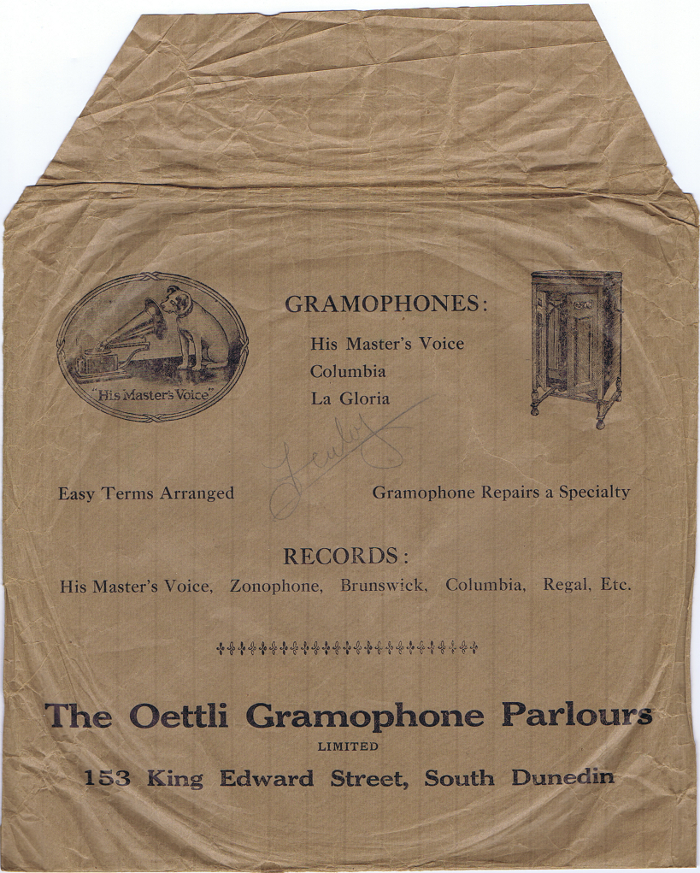 GRAMOPHONES:
His Master's Voice
Columbia
La Gloria
"His Master's Voice"
Easy Terms Arranged
Gramophone Repairs a Specialty
RECORDS:
His Master's Voice, Zonophone, Brunswick, Columbia, Regal, Etc.
The Oettli Gramophone Parlours
LIMITED
153 King Edward Street, South Dunedin